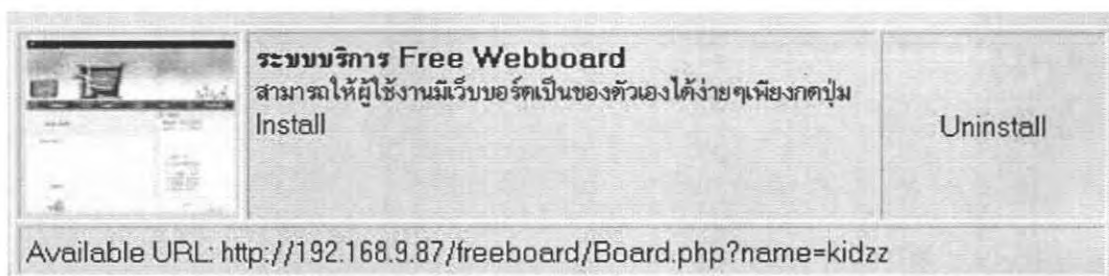 ระบบบริการ Free Webboard
สามารถให้ผู้ใช้งานมีเว็บบอร์ดเป็นของตัวเองได้ง่ายๆเพียงกดปุ่ม
Install
Uninstall
Available URL: http://192.168.9.87/freeboard/Board.php?name=kidzz